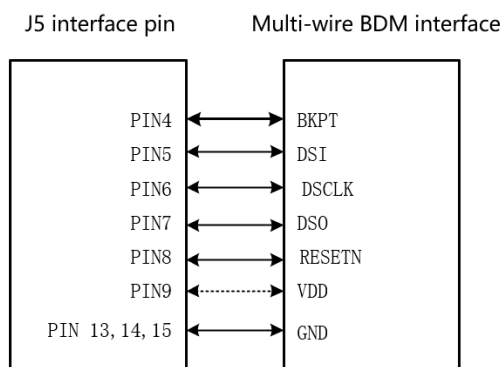 J5 interface pin Multi-wire BDM interface
PIN4 BKPT
PIN5 DSI
PIN6 DSCLK
PIN7 DSO
PIN8 RESETN
PIN9 VDD
PIN 13,14,15 GND